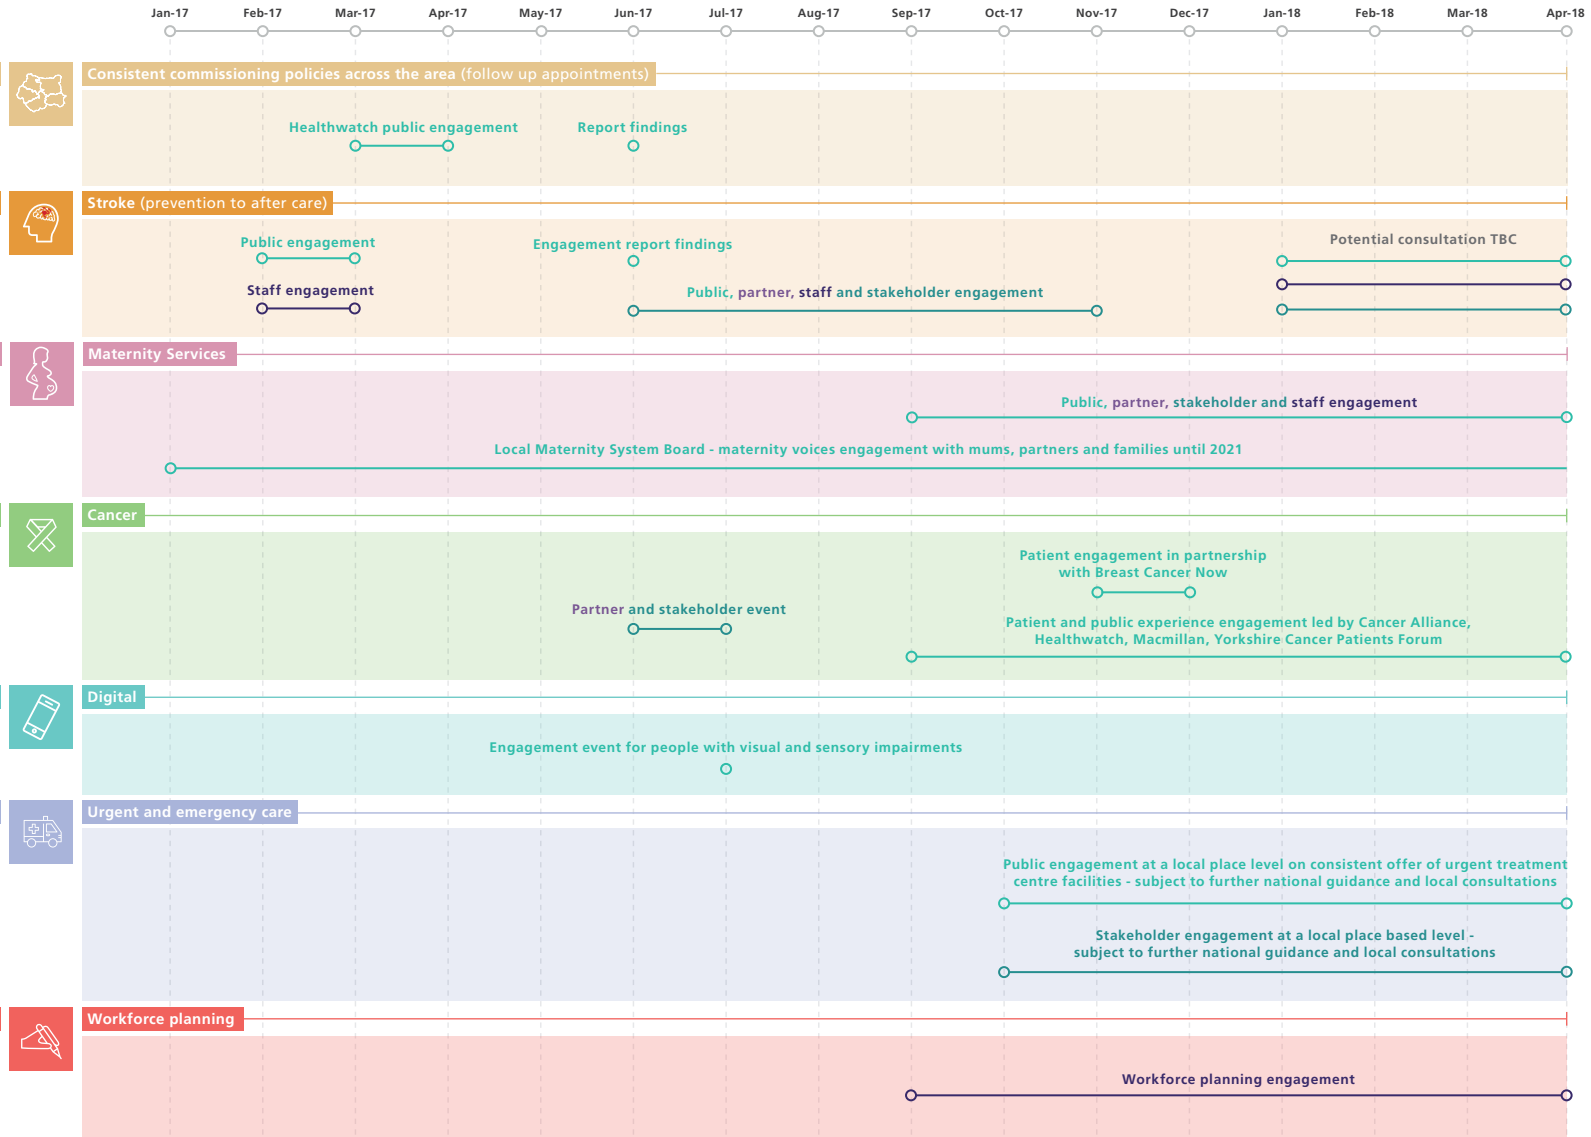 Jan-17 Feb-17 Mar-17 Apr-17 May-17 Jun-17 Jul-17 Aug-17 Sep-17 Oct-17 Nov-17 Dec-17 Jan-18 Feb-18 Mar-18 Apr-18
Consistent commissioning policies across the area (follow up appointments)
Healthwatch public engagement
Report findings
Stroke (prevention to after care)
Public engagement
Engagement report findings
Potential consultation TBC
Staff engagement
Public, partner, staff and stakeholder engagement
Maternity Services
Public, partner, stakeholder and staff engagement
Local Maternity System Board - maternity voices engagement with mums, partners and families until 2021
Cancer
Patient engagement in partnership
with Breast Cancer Now
Partner and stakeholder event
Patient and public experience engagement led by Cancer Alliance,
Healthwatch, Macmillan, Yorkshire Cancer Patients Forum
Digital
Engagement event for people with visual and sensory impairments
Urgent and emergency care
Public engagement at a local place level on consistent offer of urgent treatment
centre facilities - subject to further national guidance and local consultations
Stakeholder engagement at a local place based level -
subject to further national guidance and local consultations
Workforce planning
Workforce planning engagement